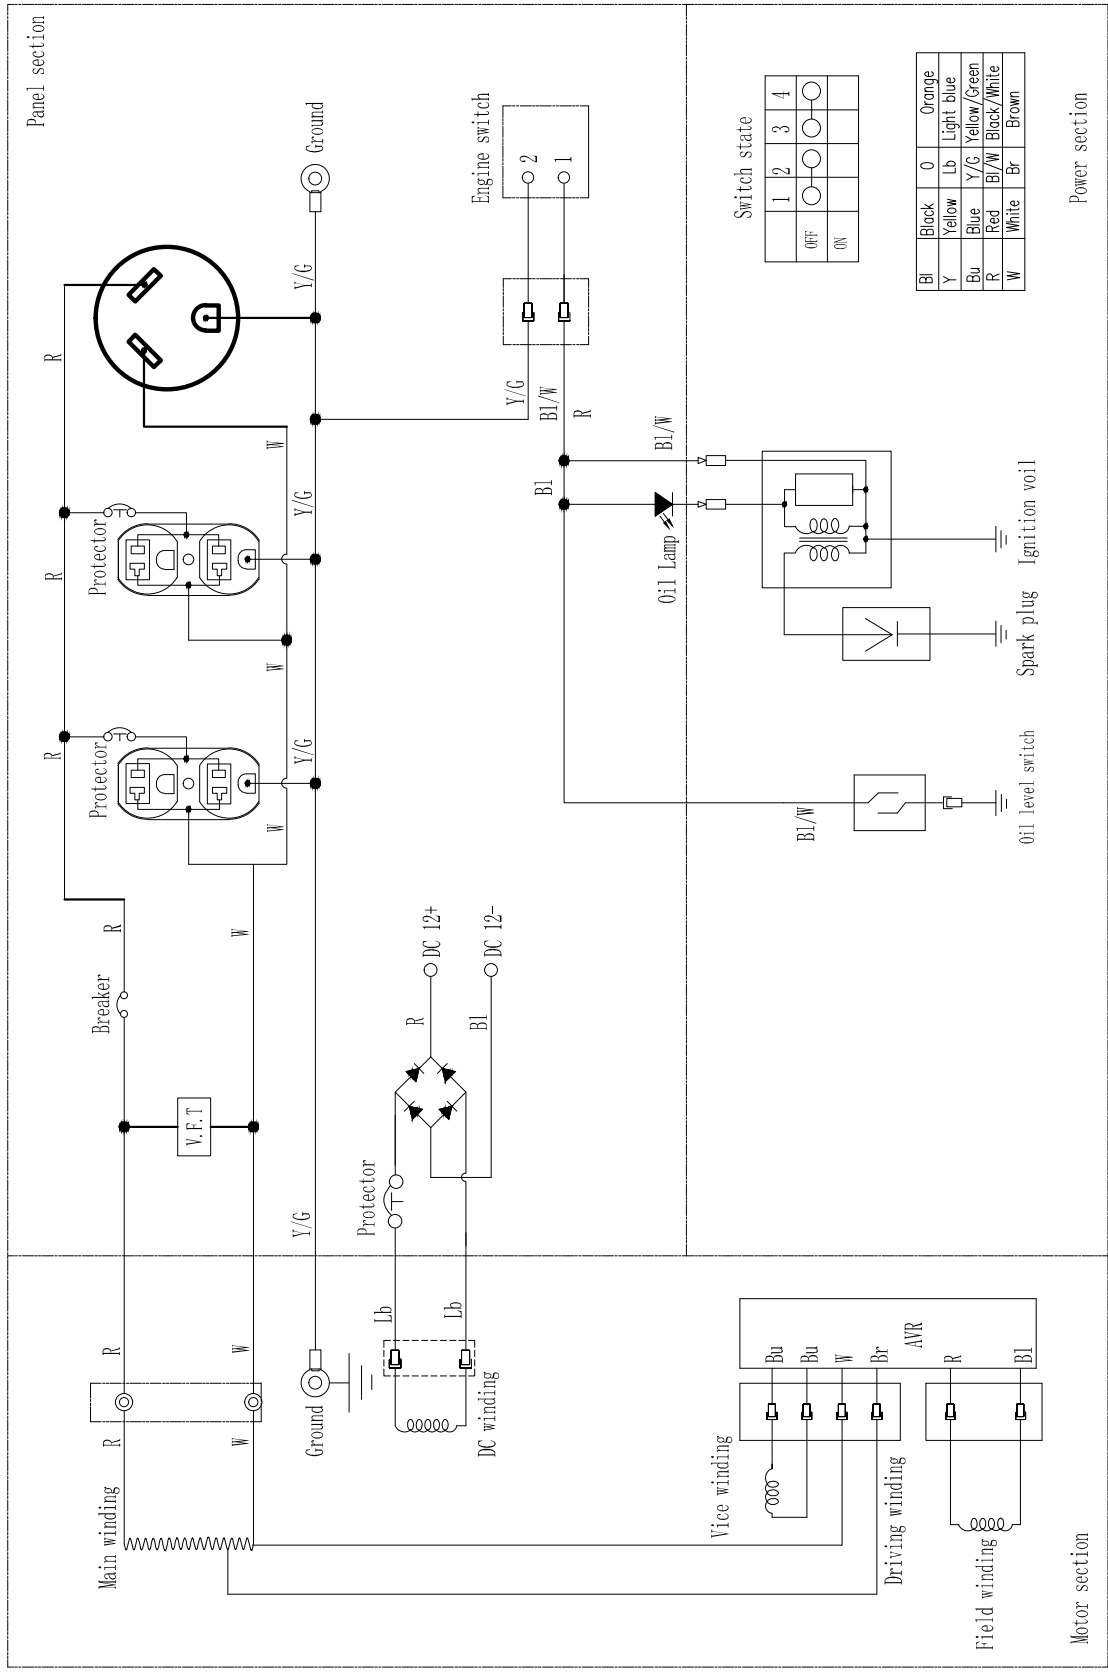 Panel section
R
R
R
R
R
R
Breaker
Protector
Protector
V.F.T
W
W
W
W
W
W
Y/G
Y/G
Y/G
Y/G
Ground
Ground
Main winding
Engine switch
2
1
Y/G
Bl/W
R
Bl
Bl/W
Oil Lamp
Bl/W
DC 12+
DC 12-
R
Bl
Protector
Lb
Lb
DC winding
Switch state
1 2 3 4
OFF
ON
Bl Black O Orange
Y Yellow Lb Light blue
Bu Blue Y/G Yellow/Green
R Red Bl/W Black/White
W White Br Brown
Power section
Ignition voil
Spark plug
Oil level switch
AVR
Bu
Bu
W
Br
R
Bl
Vice winding
Driving winding
Field winding
Motor section